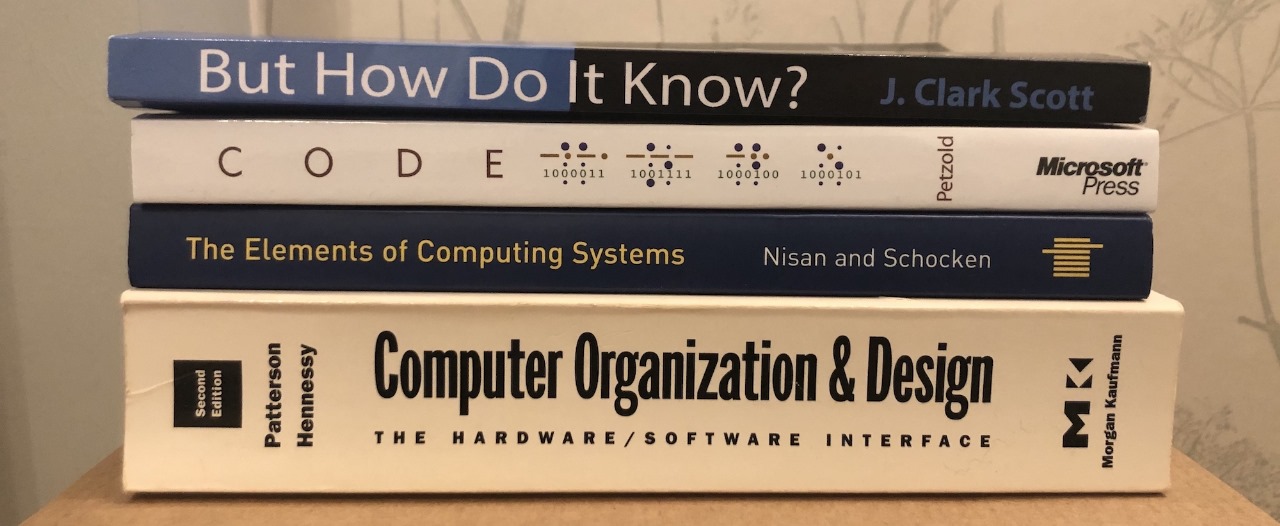 But How Do It Know? J. Clark Scott
C O D E 1000011 1001111 1000100 1000101 Petzold Microsoft Press
The Elements of Computing Systems Nisan and Schocken
Second Edition
Patterson
Hennessy
Computer Organization & Design
THE HARDWARE/SOFTWARE INTERFACE
MK
Morgan Kaufmann